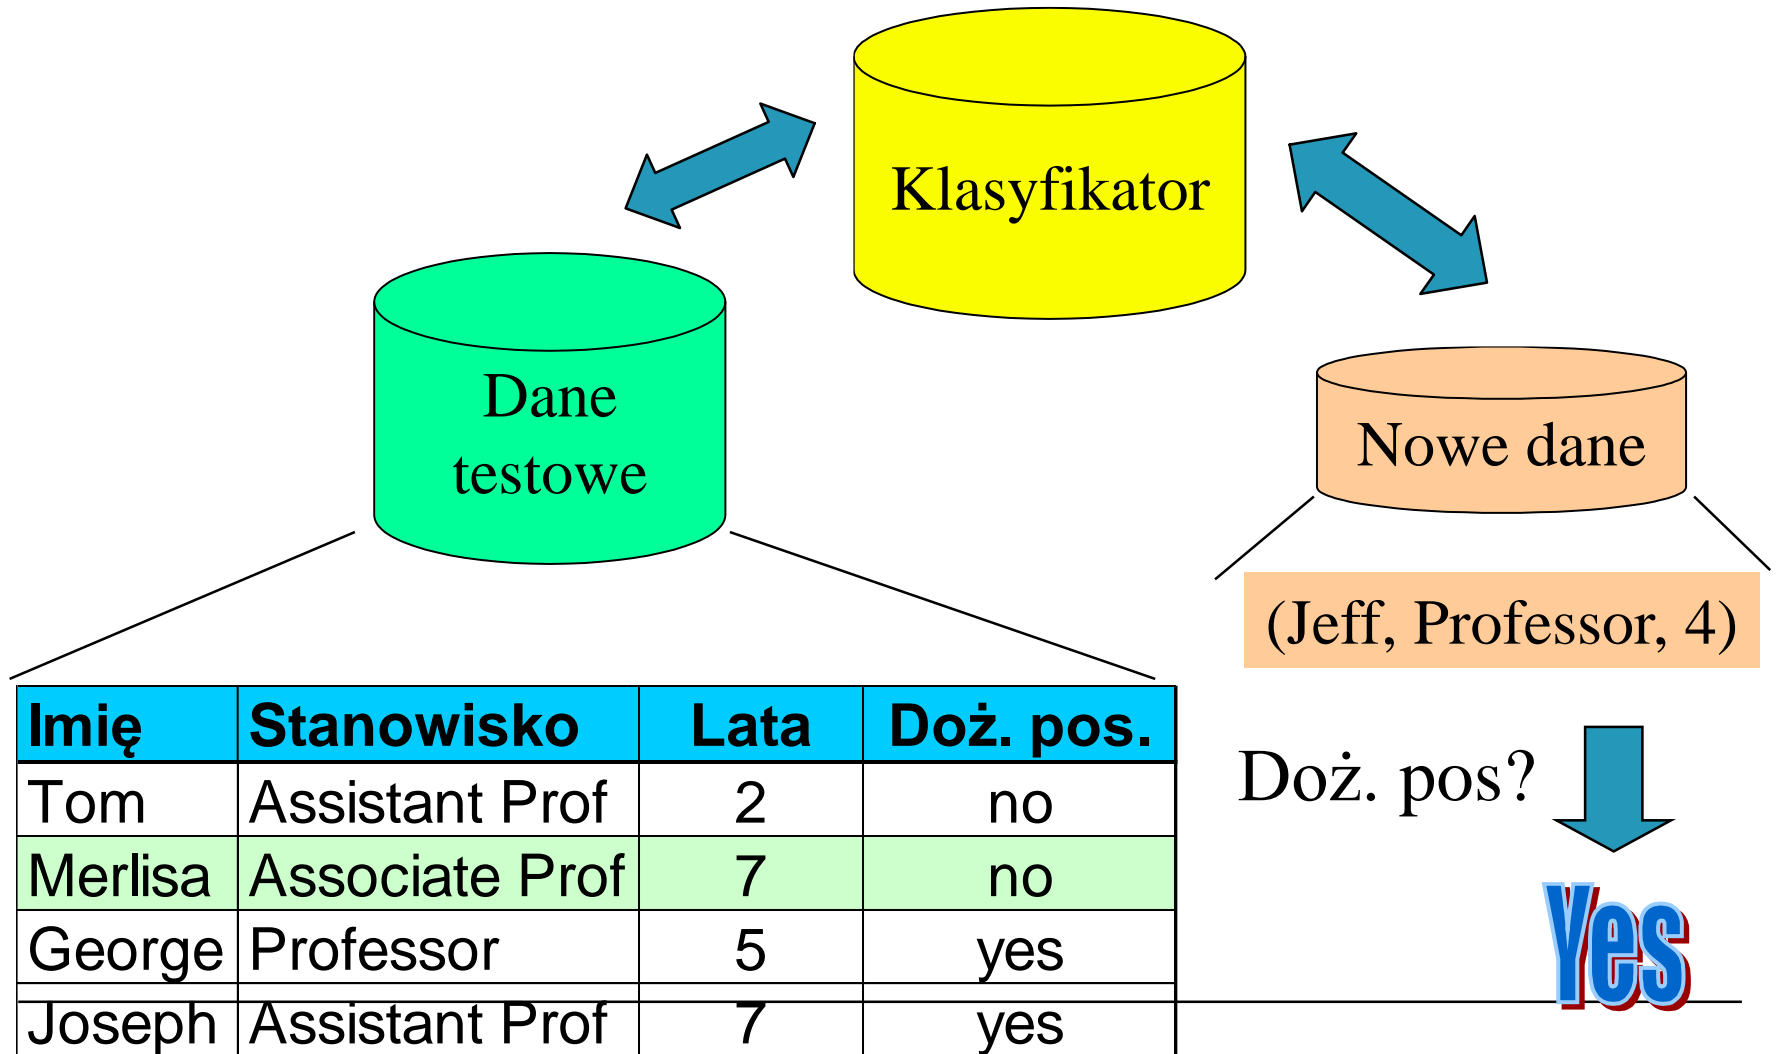 Klasyfikator
Dane
testowe
Nowe dane
(Jeff, Professor, 4)
Imię Stanowisko Lata Doż. pos.
Tom Assistant Prof 2 no
Merlisa Associate Prof 7 no
George Professor 5 yes
Joseph Assistant Prof 7 yes
Doż. pos?
Yes